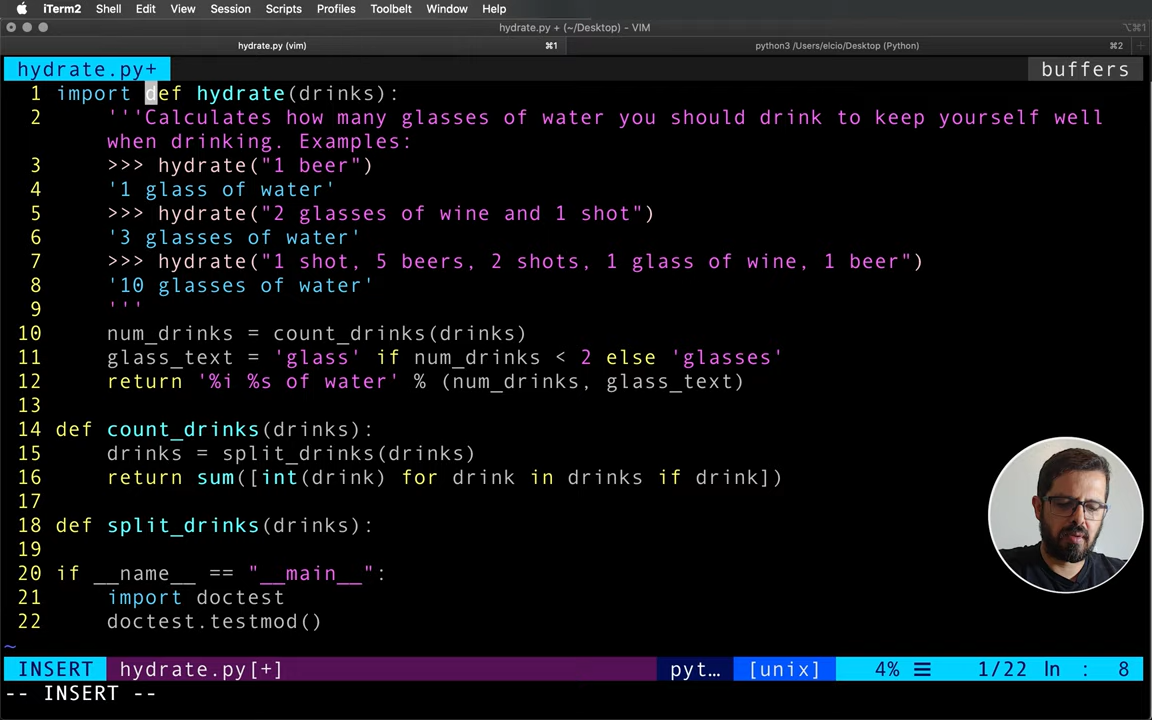 iTerm2 Shell Edit View Session Scripts Profiles Toolbelt Window Help
hydrate.py + (~/Desktop) - VIM ⌥⌘1
hydrate.py (vim) ⌘1 python3 /Users/elcio/Desktop (Python) ⌘2 +
hydrate.py+ buffers
1 import def hydrate(drinks):
2 '''Calculates how many glasses of water you should drink to keep yourself well
when drinking. Examples:
3 >>> hydrate("1 beer")
4 '1 glass of water'
5 >>> hydrate("2 glasses of wine and 1 shot")
6 '3 glasses of water'
7 >>> hydrate("1 shot, 5 beers, 2 shots, 1 glass of wine, 1 beer")
8 '10 glasses of water'
9 '''
10 num_drinks = count_drinks(drinks)
11 glass_text = 'glass' if num_drinks < 2 else 'glasses'
12 return '%i %s of water' % (num_drinks, glass_text)
13
14 def count_drinks(drinks):
15 drinks = split_drinks(drinks)
16 return sum([int(drink) for drink in drinks if drink])
17
18 def split_drinks(drinks):
19
20 if __name__ == "__main__":
21 import doctest
22 doctest.testmod()
~
INSERT hydrate.py[+] pyt… [unix] 4% ☰ 1/22 ln : 8
-- INSERT --